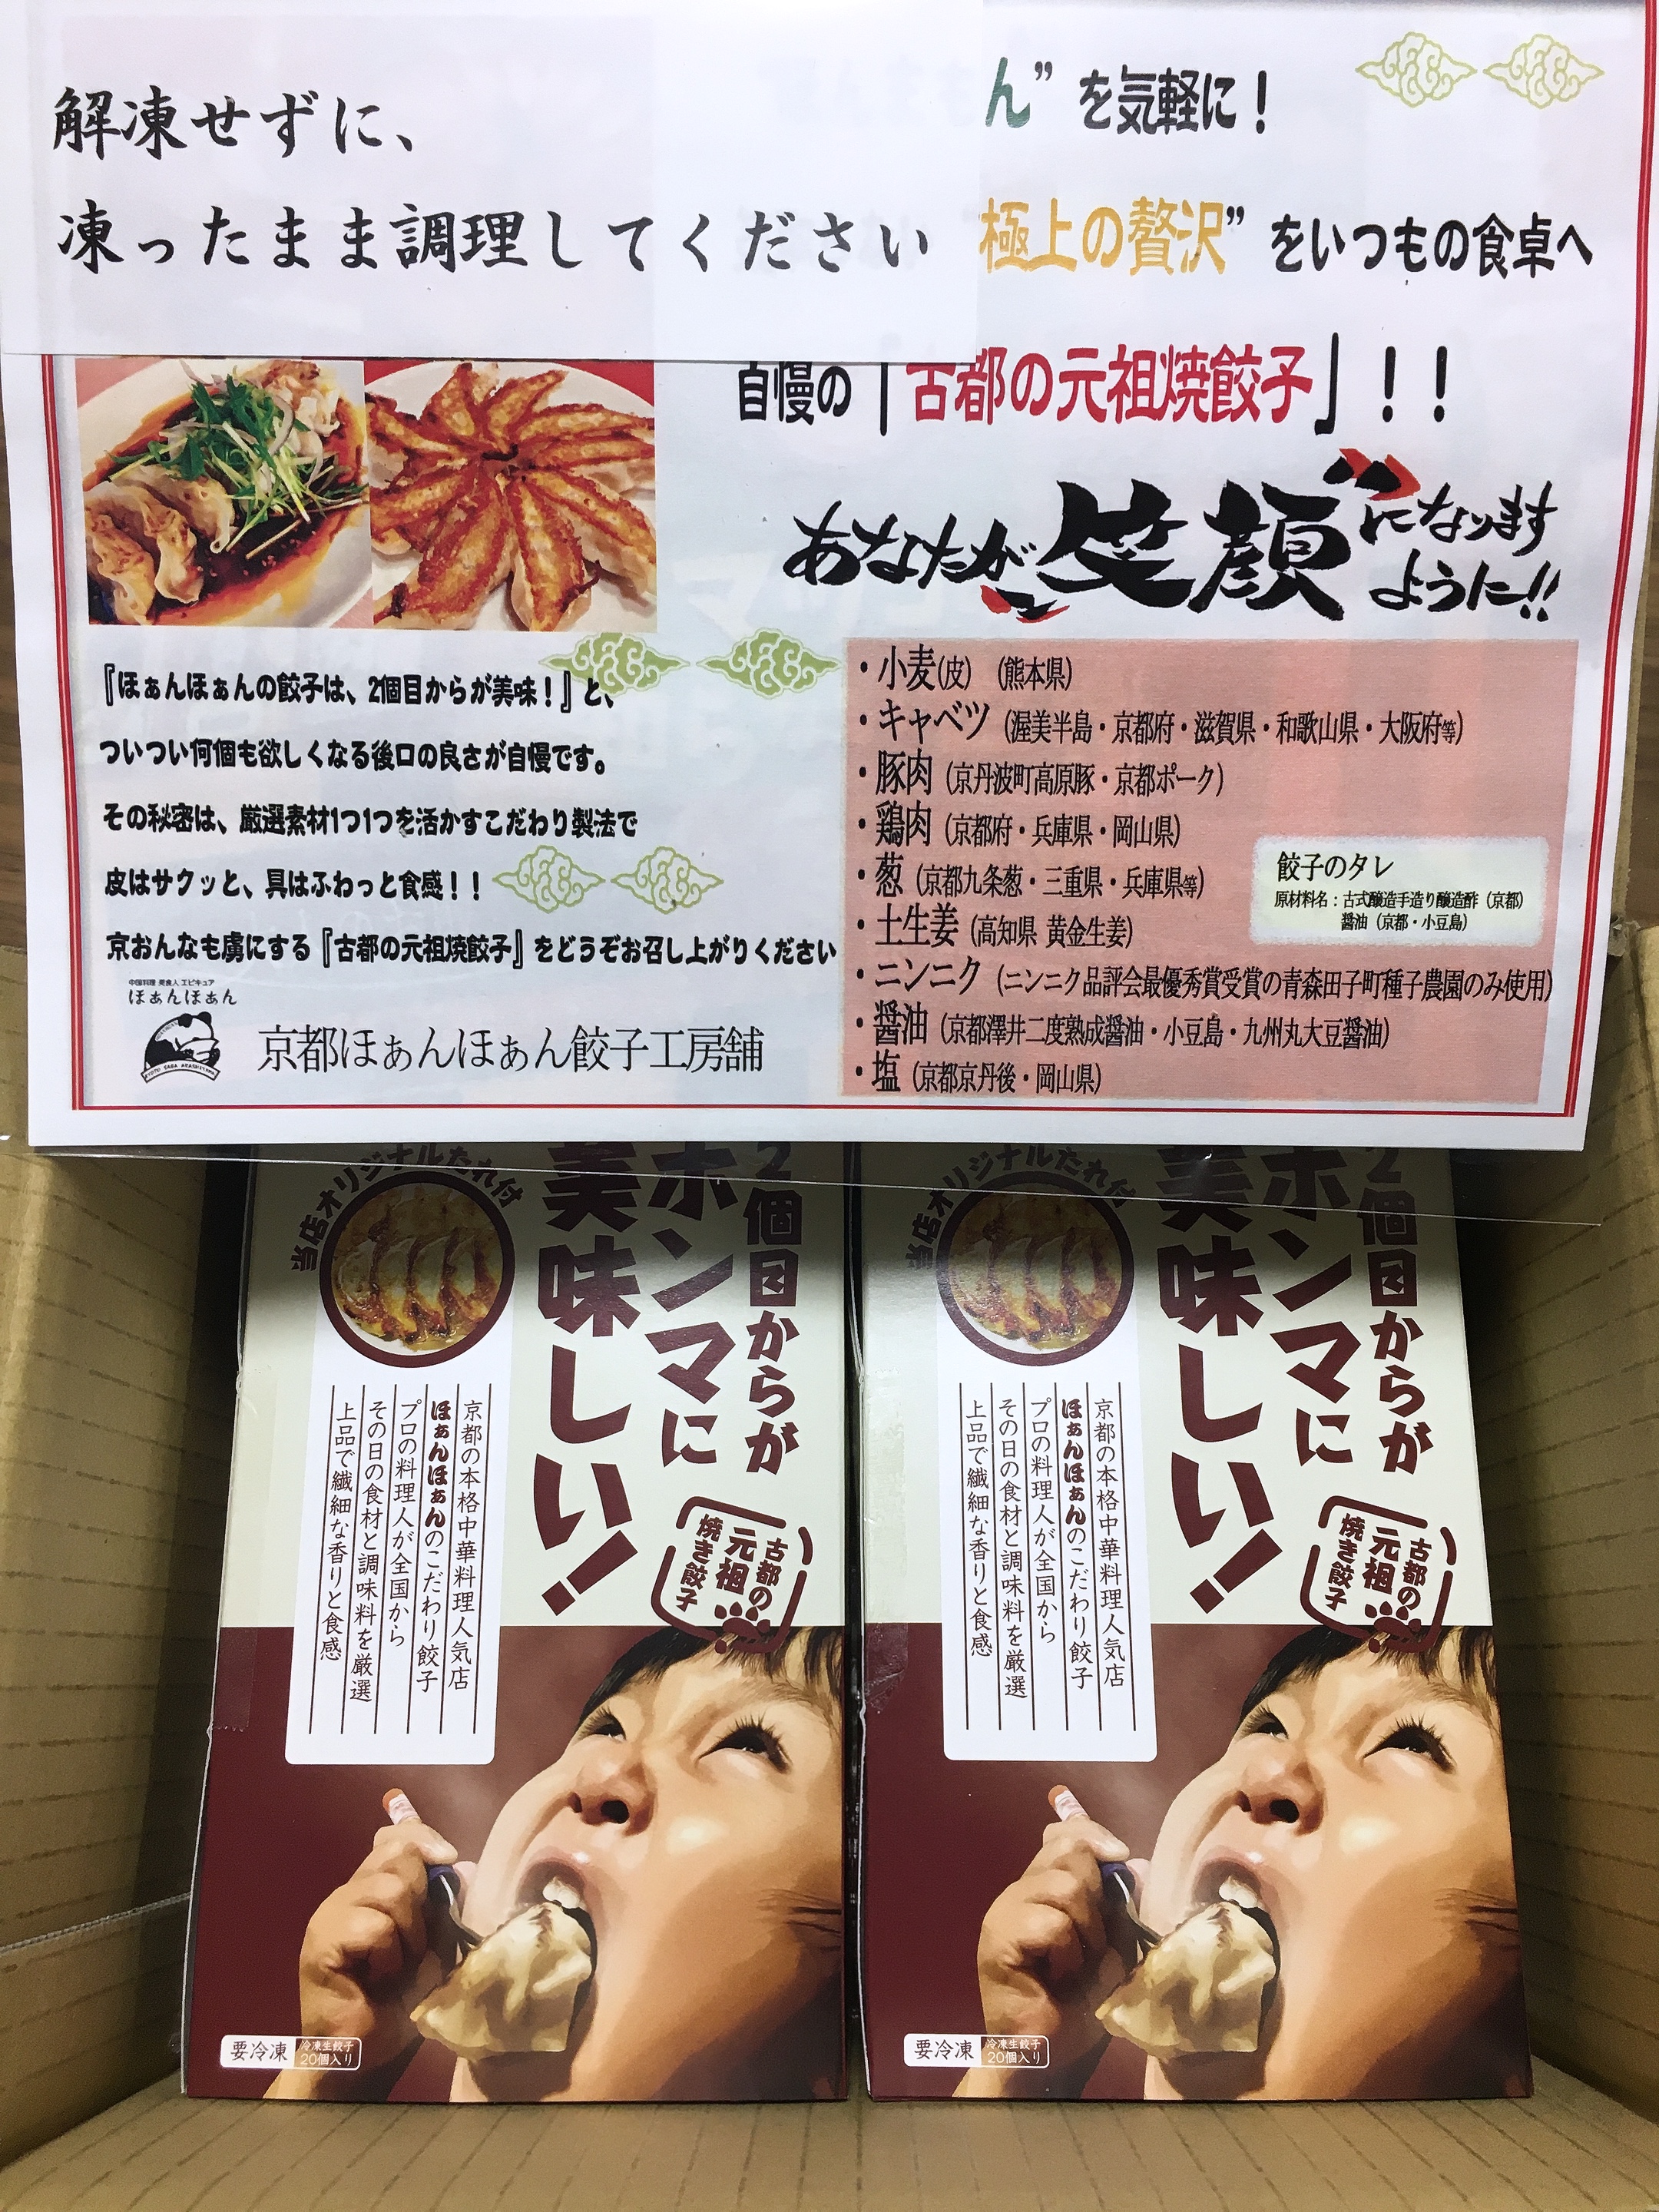 解凍せずに、
凍ったまま調理してください
ん”を気軽に！
極上の贅沢”をいつもの食卓へ
自慢の「古都の元祖焼餃子」！！
あなたが笑顔になります
ように!!
『ほぁんほぁんの餃子は、2個目からが美味！』と、
ついつい何個も欲しくなる後口の良さが自慢です。
その秘密は、厳選素材1つ1つを活かすこだわり製法で
皮はサクッと、具はふわっと食感！！
京おんなも虜にする『古都の元祖焼餃子』をどうぞお召し上がりください
中国料理 美食人 エピキュア
ほぁんほぁん
KYOTO SAGA ARASHIYAMA
京都ほぁんほぁん餃子工房舗
・小麦(皮) (熊本県)
・キャベツ (渥美半島・京都府・滋賀県・和歌山県・大阪府等)
・豚肉 (京丹波町高原豚・京都ポーク)
・鶏肉 (京都府・兵庫県・岡山県)
・葱 (京都九条葱・三重県・兵庫県等)
・土生姜 (高知県 黄金生姜)
・ニンニク (ニンニク品評会最優秀賞受賞の青森田子町種子農園のみ使用)
・醤油 (京都澤井二度熟成醤油・小豆島・九州丸大豆醤油)
・塩 (京都京丹後・岡山県)
餃子のタレ
原材料名：古式醸造手造り醸造酢（京都）
醤油（京都・小豆島）
2個目からが
ホンマに
美味しい!
当店オリジナルたれ付
古都の
元祖
焼き餃子
京都の本格中華料理人気店
ほぁんほぁんのこだわり餃子
プロの料理人が全国から
その日の食材と調味料を厳選
上品で繊細な香りと食感
要冷凍
冷凍生餃子
20個入り
2個目からが
ホンマに
美味しい!
当店オリジナルたれ付
古都の
元祖
焼き餃子
京都の本格中華料理人気店
ほぁんほぁんのこだわり餃子
プロの料理人が全国から
その日の食材と調味料を厳選
上品で繊細な香りと食感
要冷凍
冷凍生餃子
20個入り